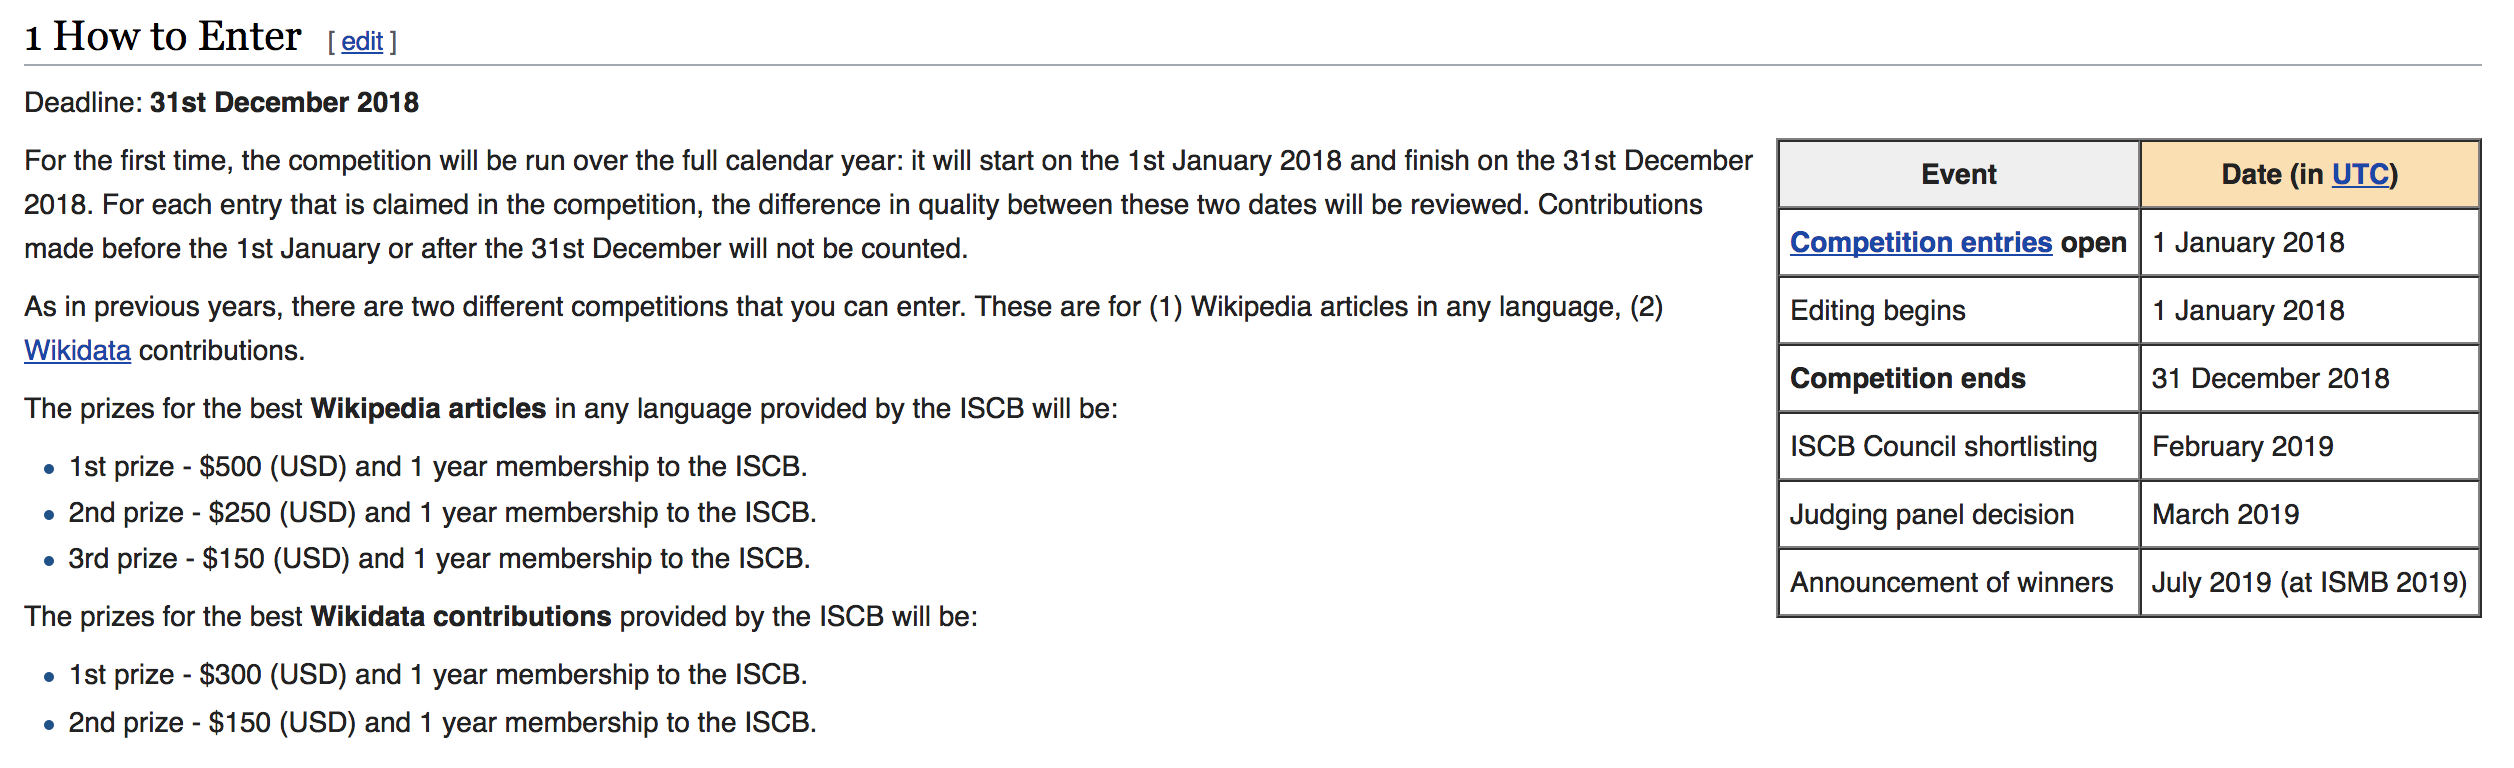 1 How to Enter [ edit ]
Deadline: 31st December 2018
For the first time, the competition will be run over the full calendar year: it will start on the 1st January 2018 and finish on the 31st December
2018. For each entry that is claimed in the competition, the difference in quality between these two dates will be reviewed. Contributions
made before the 1st January or after the 31st December will not be counted.
As in previous years, there are two different competitions that you can enter. These are for (1) Wikipedia articles in any language, (2)
Wikidata contributions.
The prizes for the best Wikipedia articles in any language provided by the ISCB will be:
• 1st prize - $500 (USD) and 1 year membership to the ISCB.
• 2nd prize - $250 (USD) and 1 year membership to the ISCB.
• 3rd prize - $150 (USD) and 1 year membership to the ISCB.
The prizes for the best Wikidata contributions provided by the ISCB will be:
• 1st prize - $300 (USD) and 1 year membership to the ISCB.
• 2nd prize - $150 (USD) and 1 year membership to the ISCB.
Event Date (in UTC)
Competition entries open 1 January 2018
Editing begins 1 January 2018
Competition ends 31 December 2018
ISCB Council shortlisting February 2019
Judging panel decision March 2019
Announcement of winners July 2019 (at ISMB 2019)